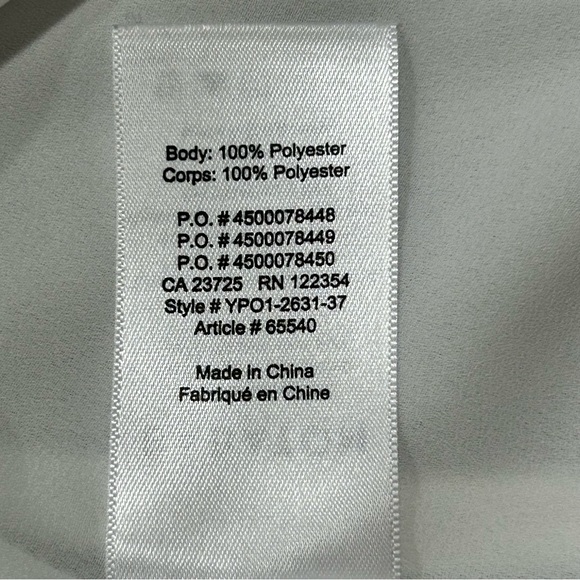 Body: 100% Polyester
Corps: 100% Polyester
P.O. # 4500078448
P.O. # 4500078449
P.O. # 4500078450
CA 23725 RN 122354
Style # YPO1-2631-37
Article # 65540
Made in China
Fabriqué en Chine